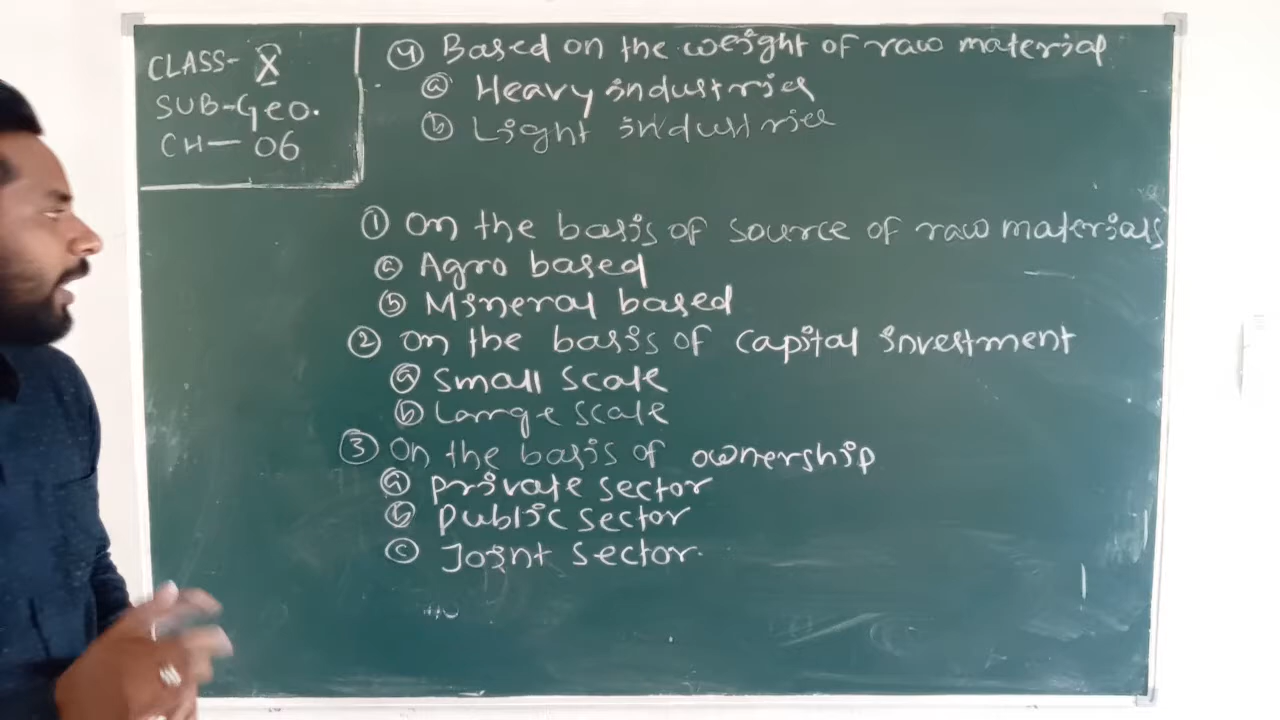 CLASS- X
SUB-Geo.
CH- 06
④ Based on the weight of raw material
ⓐ Heavy industries
ⓑ Light industries
① On the basis of source of raw materials
ⓐ Agro based
ⓑ Mineral based
② On the basis of capital investment
ⓐ Small Scale
ⓑ Large Scale
③ On the basis of ownership
ⓐ private sector
ⓑ public sector
ⓒ Joint sector.